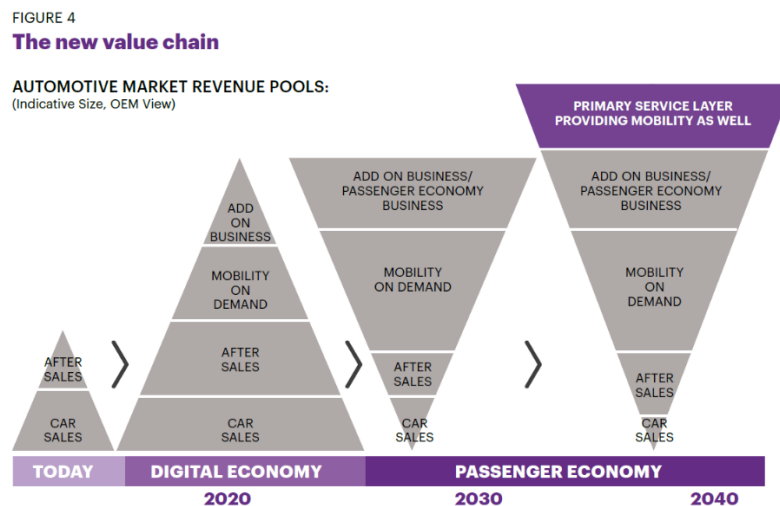 FIGURE 4
The new value chain
AUTOMOTIVE MARKET REVENUE POOLS:
(Indicative Size, OEM View)
AFTER
SALES
CAR
SALES
ADD
ON
BUSINESS
MOBILITY
ON
DEMAND
AFTER
SALES
CAR
SALES
ADD ON BUSINESS/
PASSENGER ECONOMY
BUSINESS
MOBILITY
ON DEMAND
AFTER
SALES
CAR
SALES
PRIMARY SERVICE LAYER
PROVIDING MOBILITY AS WELL
ADD ON BUSINESS/
PASSENGER ECONOMY
BUSINESS
MOBILITY
ON
DEMAND
AFTER
SALES
CAR
SALES
TODAY
DIGITAL ECONOMY
PASSENGER ECONOMY
2020
2030
2040